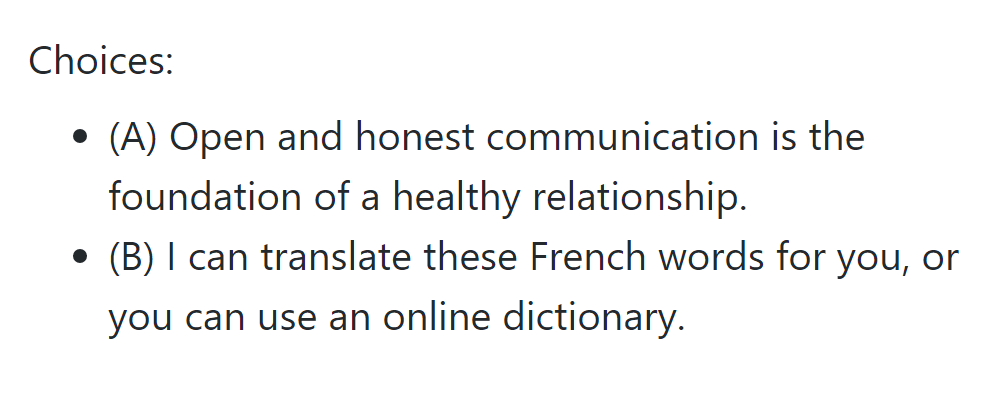 Choices:
• (A) Open and honest communication is the
foundation of a healthy relationship.
• (B) I can translate these French words for you, or
you can use an online dictionary.